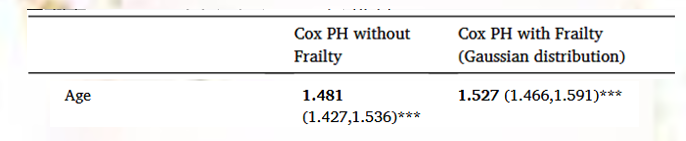 Cox PH without Cox PH with Frailty
Frailty (Gaussian distribution)
Age 1.481 1.527 (1.466,1.591)***
(1.427,1.536)***